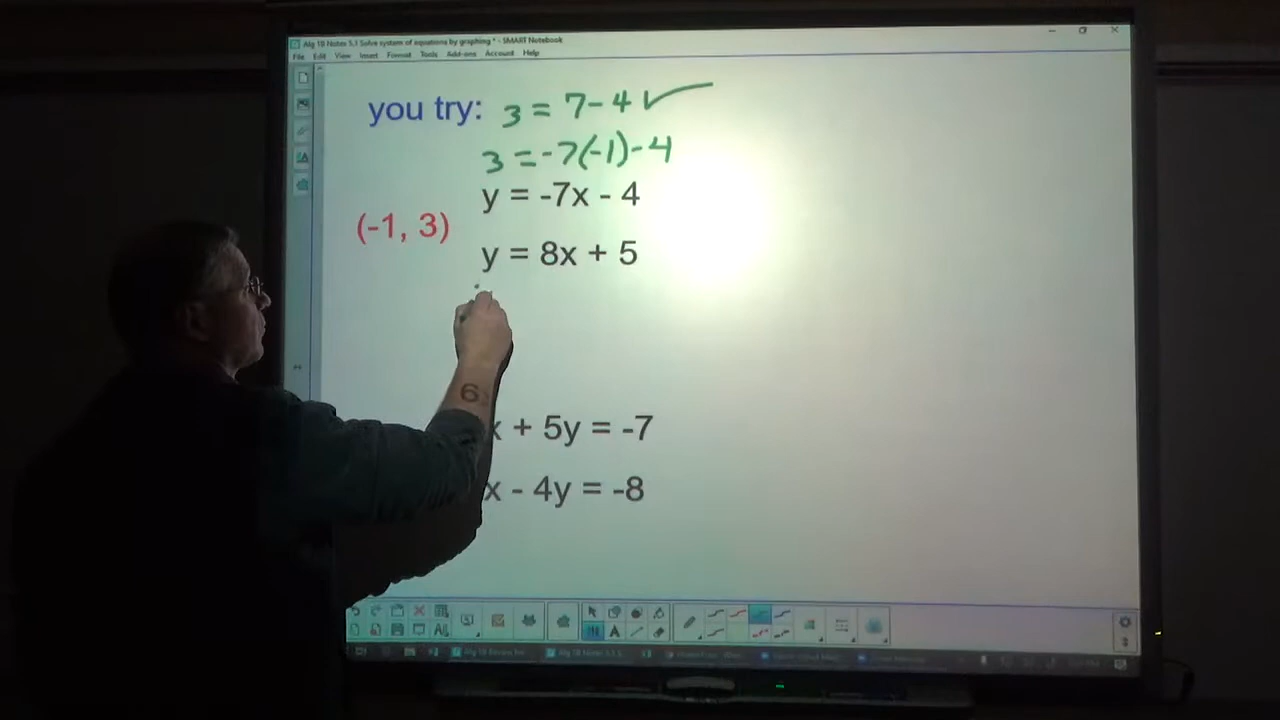 Alg 1B Notes 5.1 Solve system of equations by graphing * - SMART Notebook
File Edit View Insert Format Tools Add-ons Account Help
you try: 3 = 7-4 ✓
3 = -7(-1)-4
y = -7x - 4
(-1, 3)
y = 8x + 5
6x + 5y = -7
x - 4y = -8